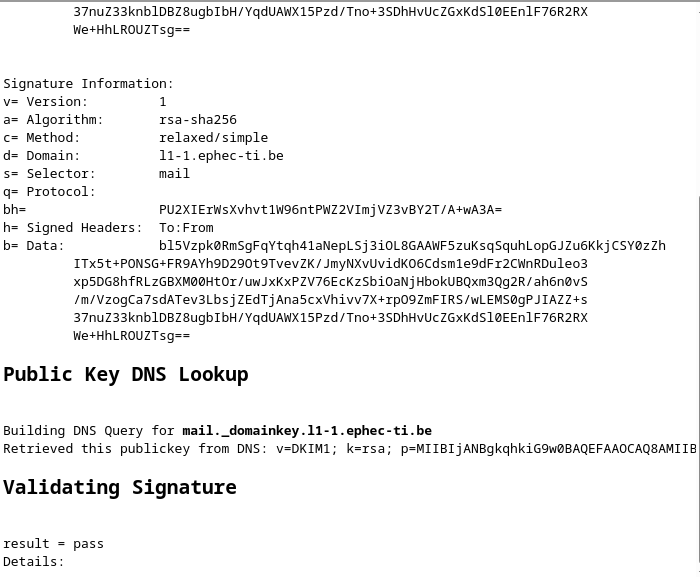 37nuZ33knblDBZ8ugbIbH/YqdUAWX15Pzd/Tno+3SDhHvUcZGxKdSl0EEnlF76R2RX
We+HhLROUZTsg==
Signature Information:
v= Version: 1
a= Algorithm: rsa-sha256
c= Method: relaxed/simple
d= Domain: l1-1.ephec-ti.be
s= Selector: mail
q= Protocol:
bh= PU2XIErWsXvhvt1W96ntPWZ2VImjVZ3vBY2T/A+wA3A=
h= Signed Headers: To:From
b= Data: bl5Vzpk0RmSgFqYtqh41aNepLSj3iOL8GAAWF5zuKsqSquhLopGJZu6KkjCSY0zZh
ITx5t+PONSG+FR9AYh9D29Ot9TvevZK/JmyNXvUvidKO6Cdsm1e9dFr2CWnRDuleo3
xp5DG8hfRLzGBXM00HtOr/uwJxKxPZV76EcKzSbiOaNjHbokUBQxm3Qg2R/ah6n0vS
/m/VzogCa7sdATev3LbsjZEdTjAna5cxVhivv7X+rpO9ZmFIRS/wLEMS0gPJIAZZ+s
37nuZ33knblDBZ8ugbIbH/YqdUAWX15Pzd/Tno+3SDhHvUcZGxKdSl0EEnlF76R2RX
We+HhLROUZTsg==
Public Key DNS Lookup
Building DNS Query for mail._domainkey.l1-1.ephec-ti.be
Retrieved this publickey from DNS: v=DKIM1; k=rsa; p=MIIBIjANBgkqhkiG9w0BAQEFAAOCAQ8AMIIB
Validating Signature
result = pass
Details: